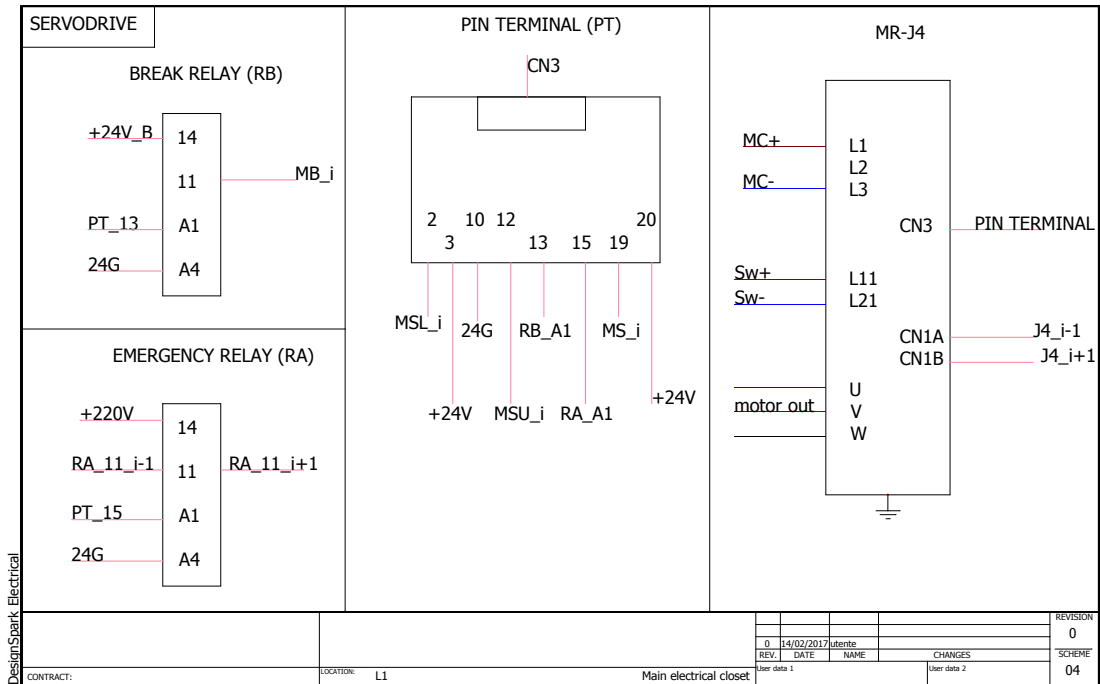 SERVODRIVE
BREAK RELAY (RB)
+24V_B
14
11
MB_i
PT_13
A1
24G
A4
EMERGENCY RELAY (RA)
+220V
14
RA_11_i-1
11
RA_11_i+1
PT_15
A1
24G
A4
PIN TERMINAL (PT)
CN3
2 10 12 20
3 13 15 19
MSL_i 24G RB_A1 MS_i
+24V MSU_i RA_A1 +24V
MR-J4
MC+
L1
L2
MC-
L3
CN3
PIN TERMINAL
Sw+
L11
Sw-
L21
CN1A
J4_i-1
CN1B
J4_i+1
U
motor out
V
W
DesignSpark Electrical
CONTRACT:
LOCATION:
L1
Main electrical closet
0 14/02/2017 utente
REV. DATE NAME CHANGES
User data 1
User data 2
REVISION
0
SCHEME
04